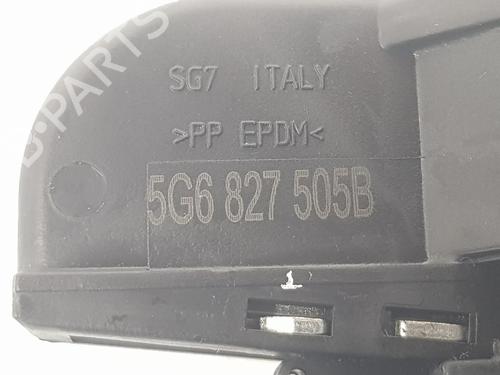 B-PARTS
SG7 ITALY
>PP EPDM<
5G6 827 505B